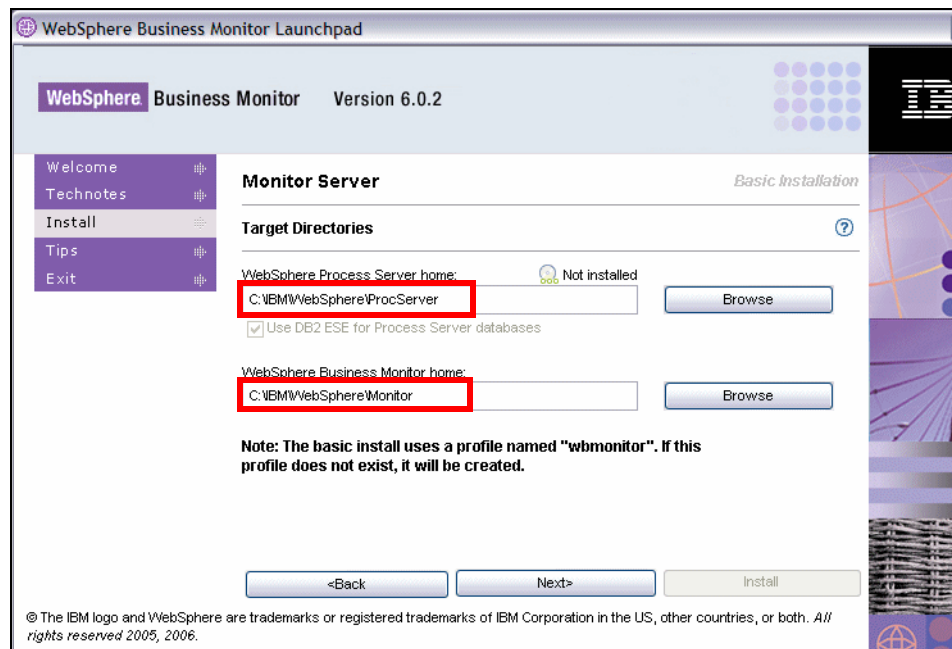 WebSphere Business Monitor Launchpad
WebSphere. Business Monitor Version 6.0.2
IBM
Welcome
Technotes
Install
Tips
Exit
Monitor Server
Basic Installation
Target Directories
?
WebSphere Process Server home:
Not installed
C:\IBM\WebSphere\ProcServer
Browse
Use DB2 ESE for Process Server databases
WebSphere Business Monitor home:
C:\IBM\WebSphere\Monitor
Browse
Note: The basic install uses a profile named "wbmonitor". If this
profile does not exist, it will be created.
<Back
Next>
Install
© The IBM logo and WebSphere are trademarks or registered trademarks of IBM Corporation in the US, other countries, or both. All
rights reserved 2005, 2006.